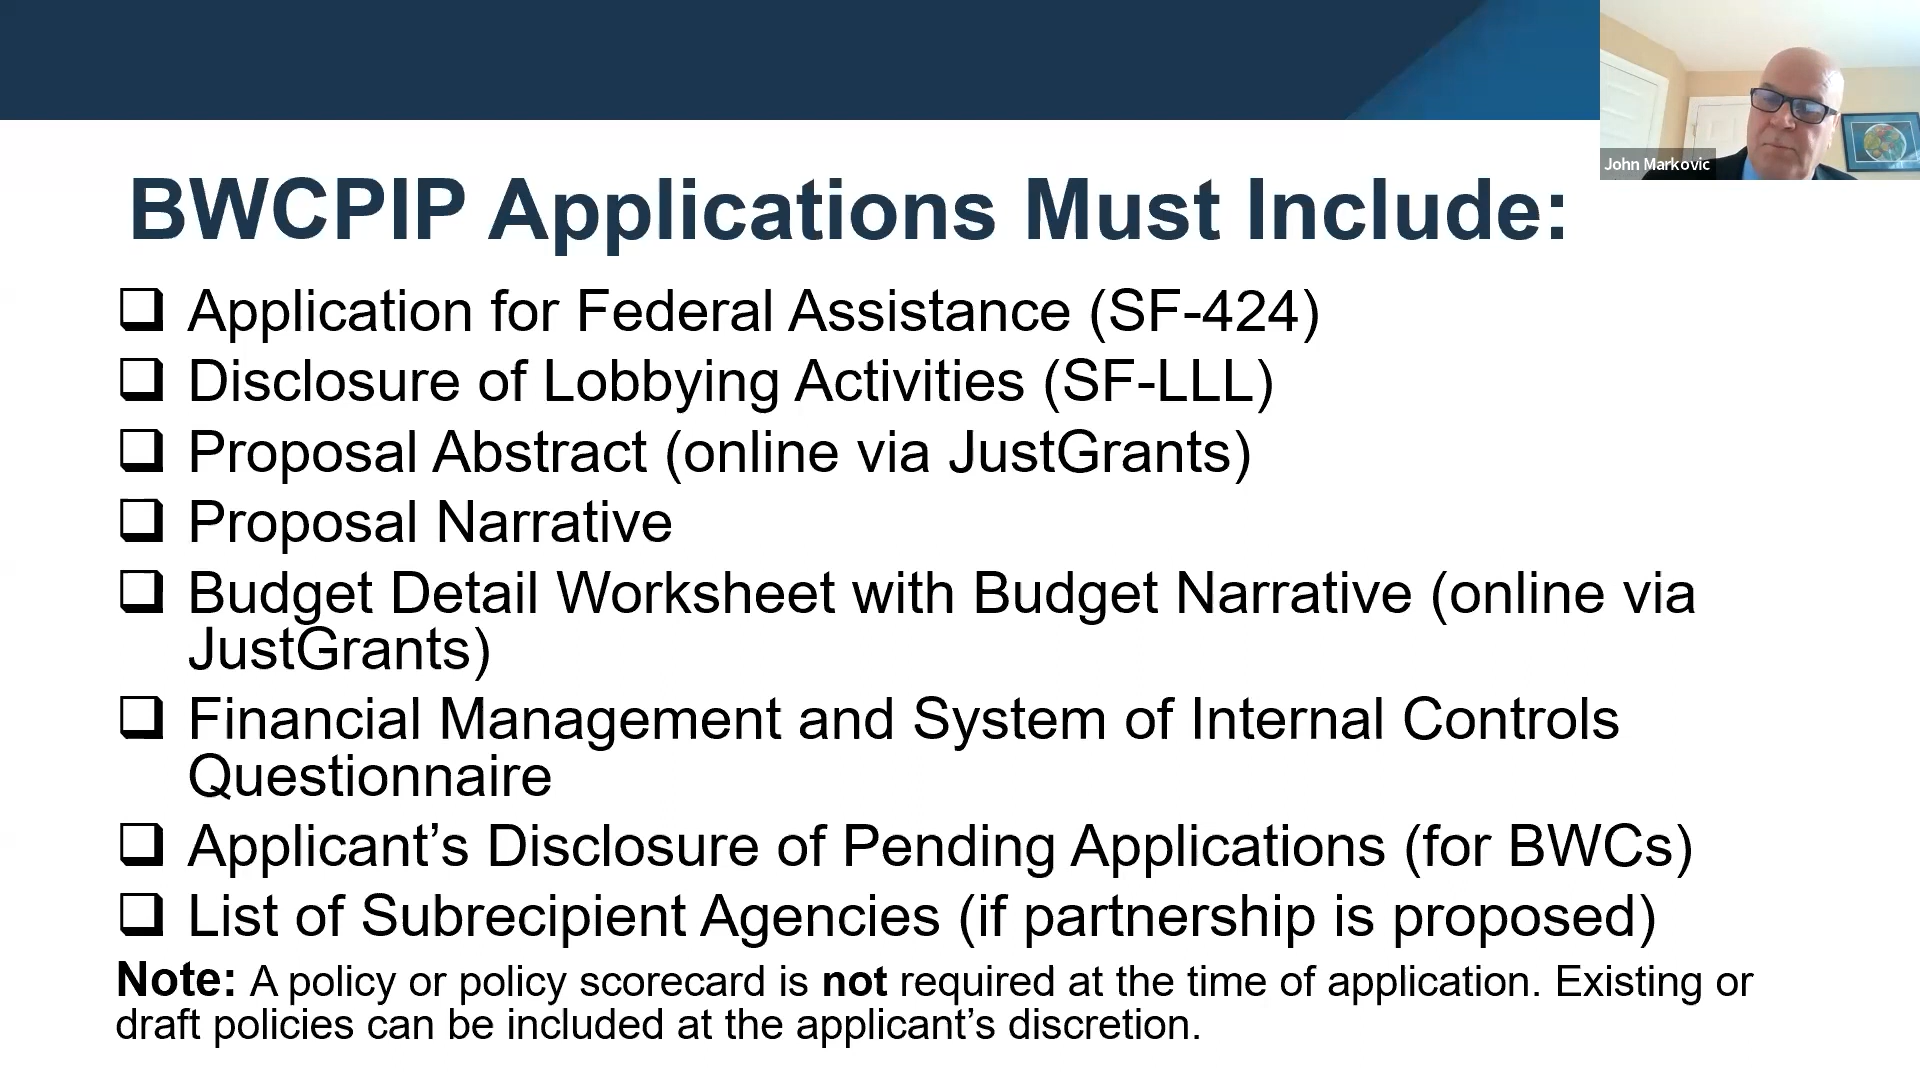 John Markovic
BWCPIP Applications Must Include:
❑ Application for Federal Assistance (SF-424)
❑ Disclosure of Lobbying Activities (SF-LLL)
❑ Proposal Abstract (online via JustGrants)
❑ Proposal Narrative
❑ Budget Detail Worksheet with Budget Narrative (online via
JustGrants)
❑ Financial Management and System of Internal Controls
Questionnaire
❑ Applicant’s Disclosure of Pending Applications (for BWCs)
❑ List of Subrecipient Agencies (if partnership is proposed)
Note: A policy or policy scorecard is not required at the time of application. Existing or
draft policies can be included at the applicant’s discretion.